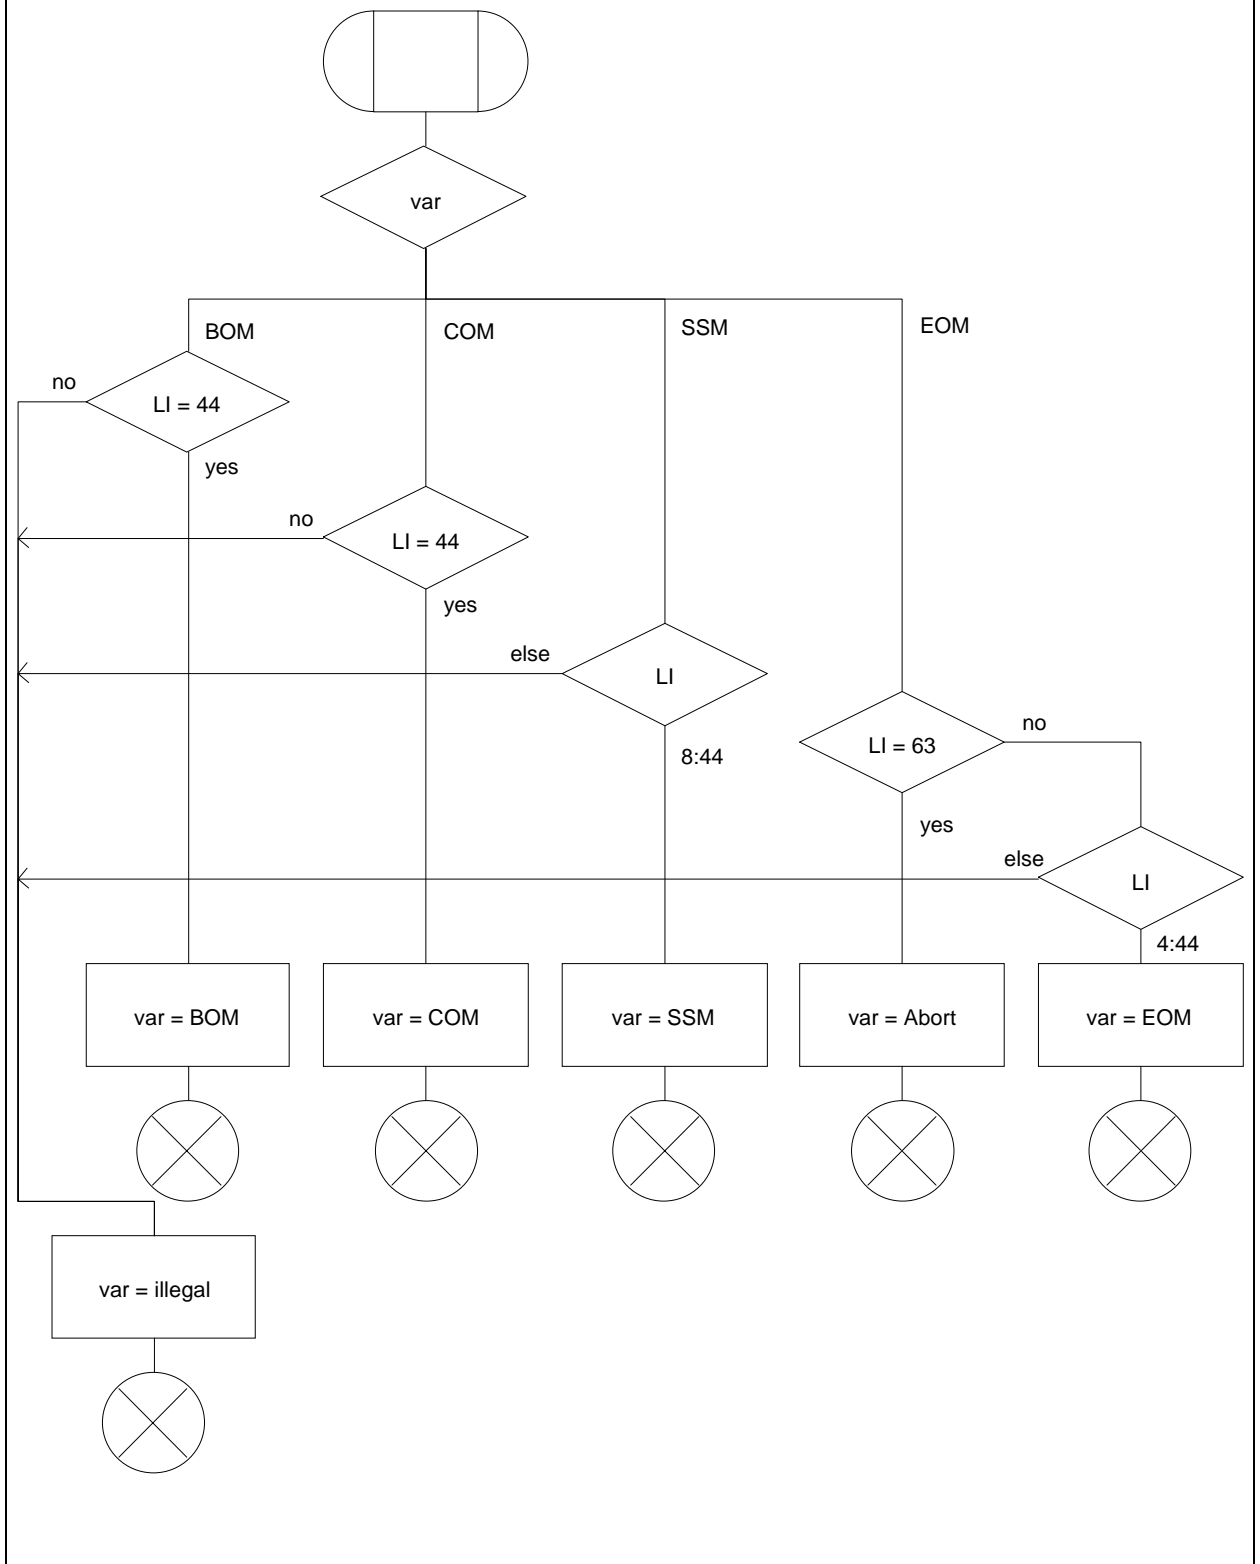 var
BOM
COM
SSM
EOM
no
LI = 44
yes
no
LI = 44
yes
else
LI
8:44
LI = 63
no
yes
else
LI
4:44
var = BOM
var = COM
var = SSM
var = Abort
var = EOM
var = illegal